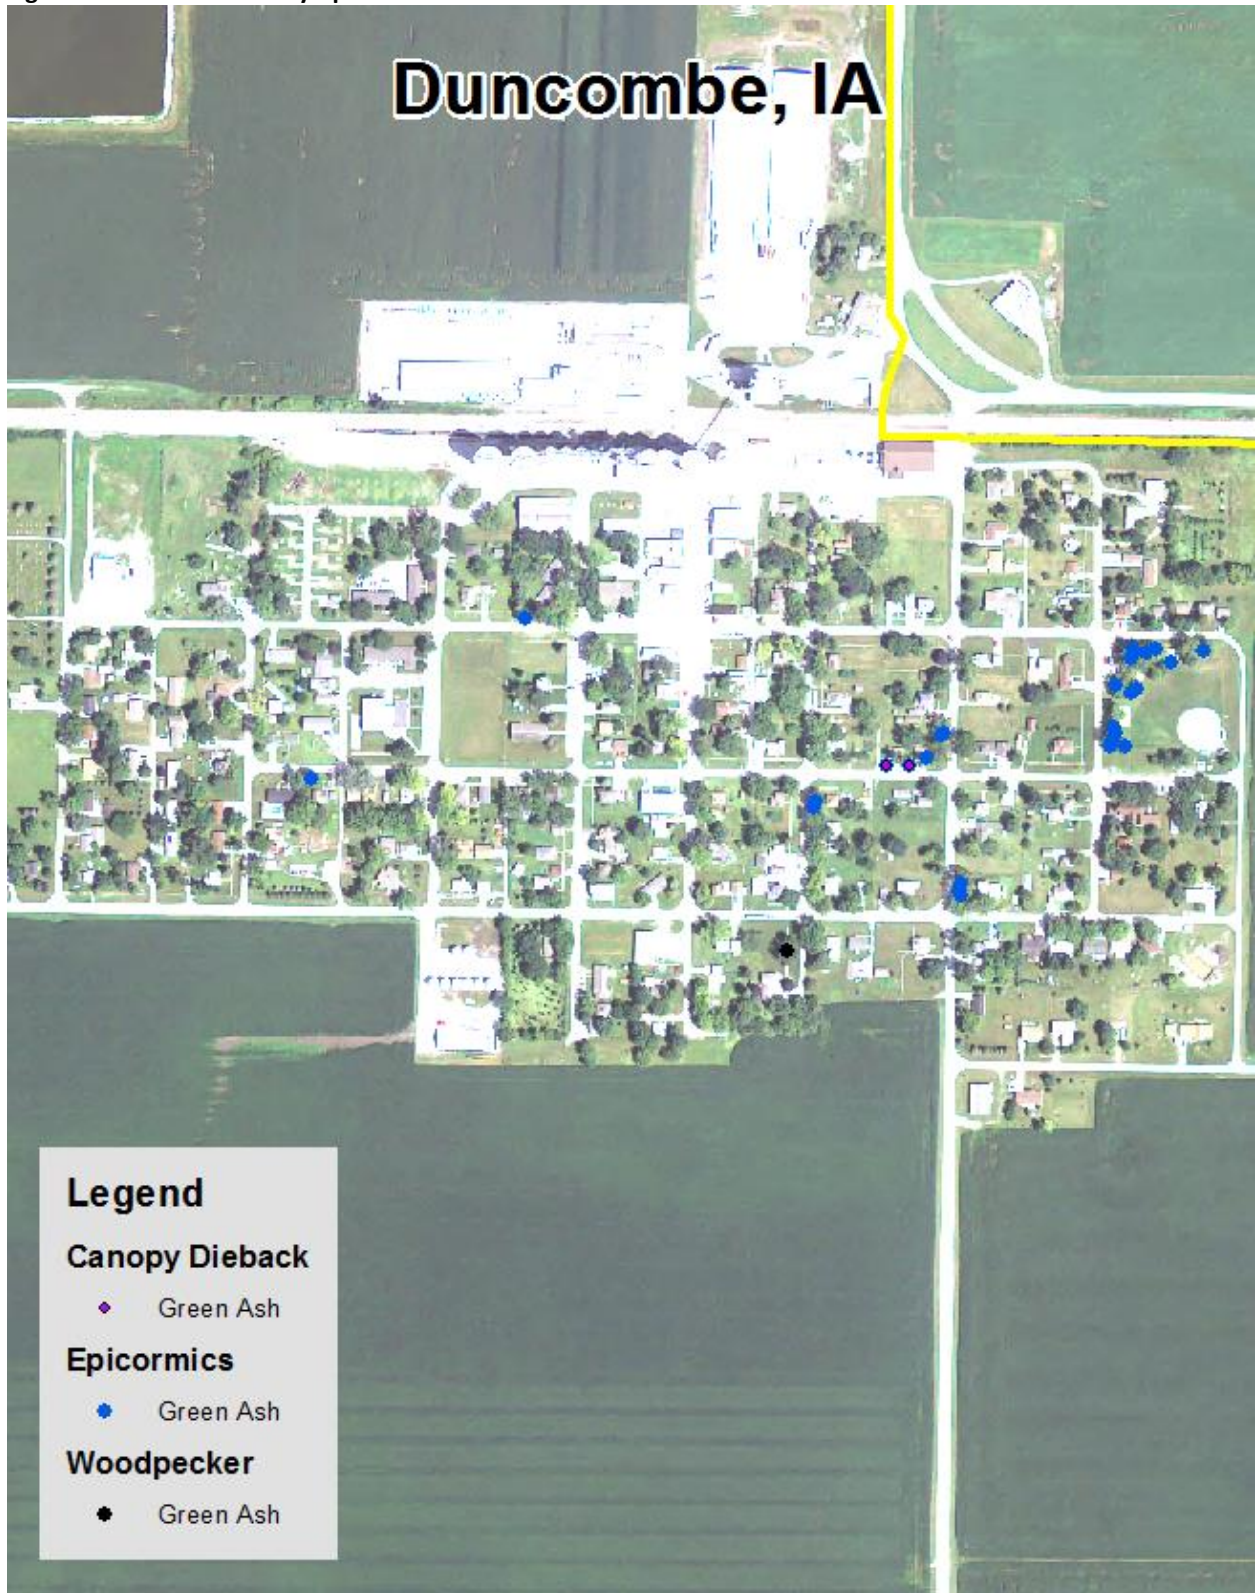 Duncombe, IA
Legend
Canopy Dieback
Green Ash
Epicormics
Green Ash
Woodpecker
Green Ash